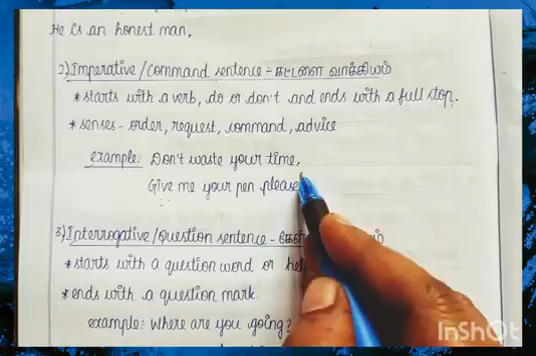 He is an honest man.
2) Imperative / Command sentence - கட்டளை வாக்கியம்
* starts with a verb, do or don't and ends with a full stop.
* senses - order, request, command, advice
example: Don't waste your time.
Give me your pen please
3) Interrogative / Question sentence -
* starts with a question word or
* ends with a question mark.
example: Where are you going?
InShOt